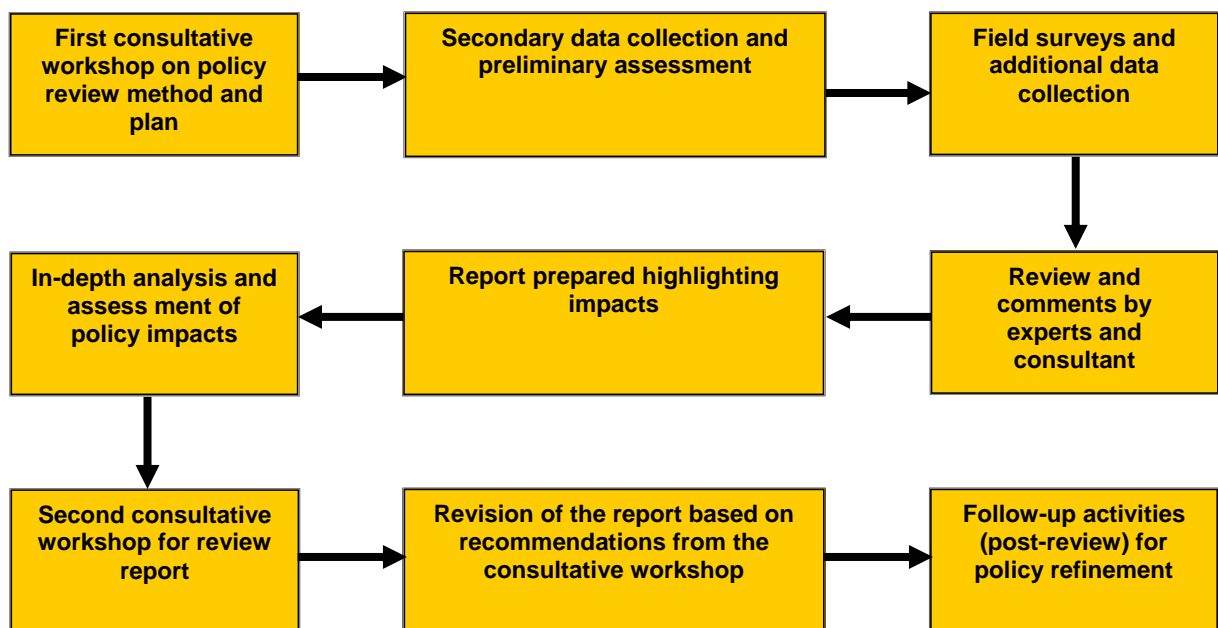 First consultative
workshop on policy
review method and
plan
Secondary data collection and
preliminary assessment
Field surveys and
additional data
collection
Review and
comments by
experts and
consultant
Report prepared highlighting
impacts
In-depth analysis and
assess ment of
policy impacts
Second consultative
workshop for review
report
Revision of the report based on
recommendations from the
consultative workshop
Follow-up activities
(post-review) for
policy refinement